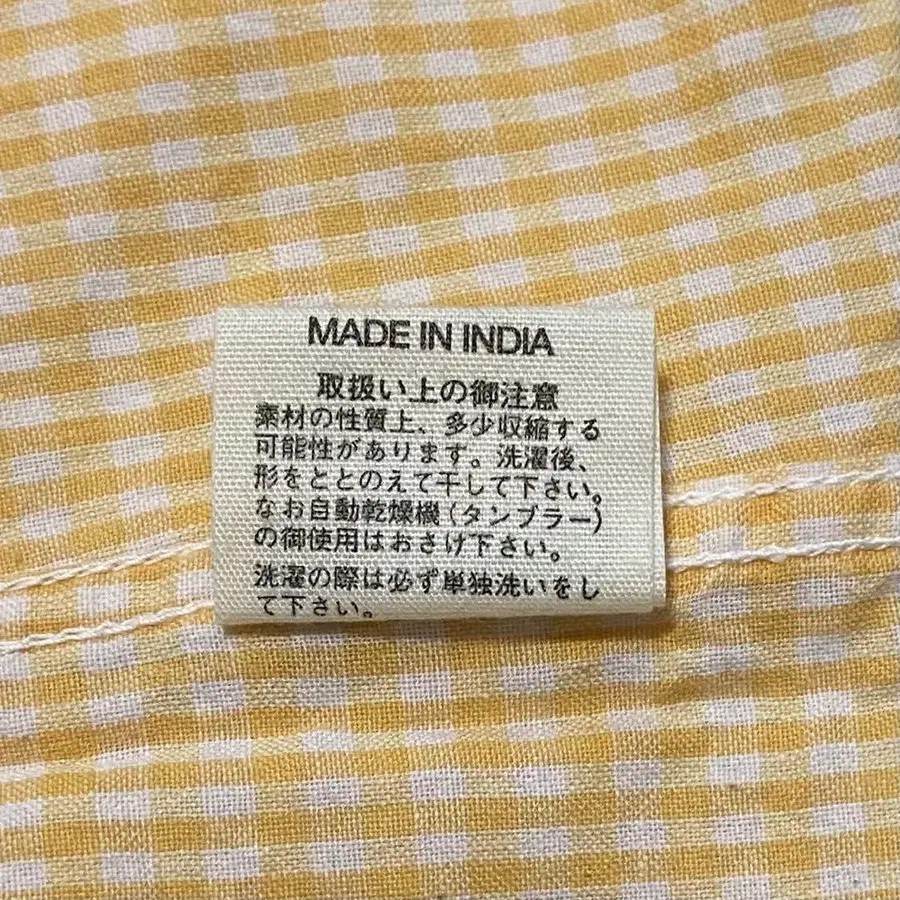 MADE IN INDIA
取扱い上の御注意
素材の性質上、多少収縮する
可能性があります。洗濯後、
形をととのえて干して下さい。
なお自動乾燥機(タンブラー)
の御使用はおさけ下さい。
洗濯の際は必ず単独洗いをし
て下さい。